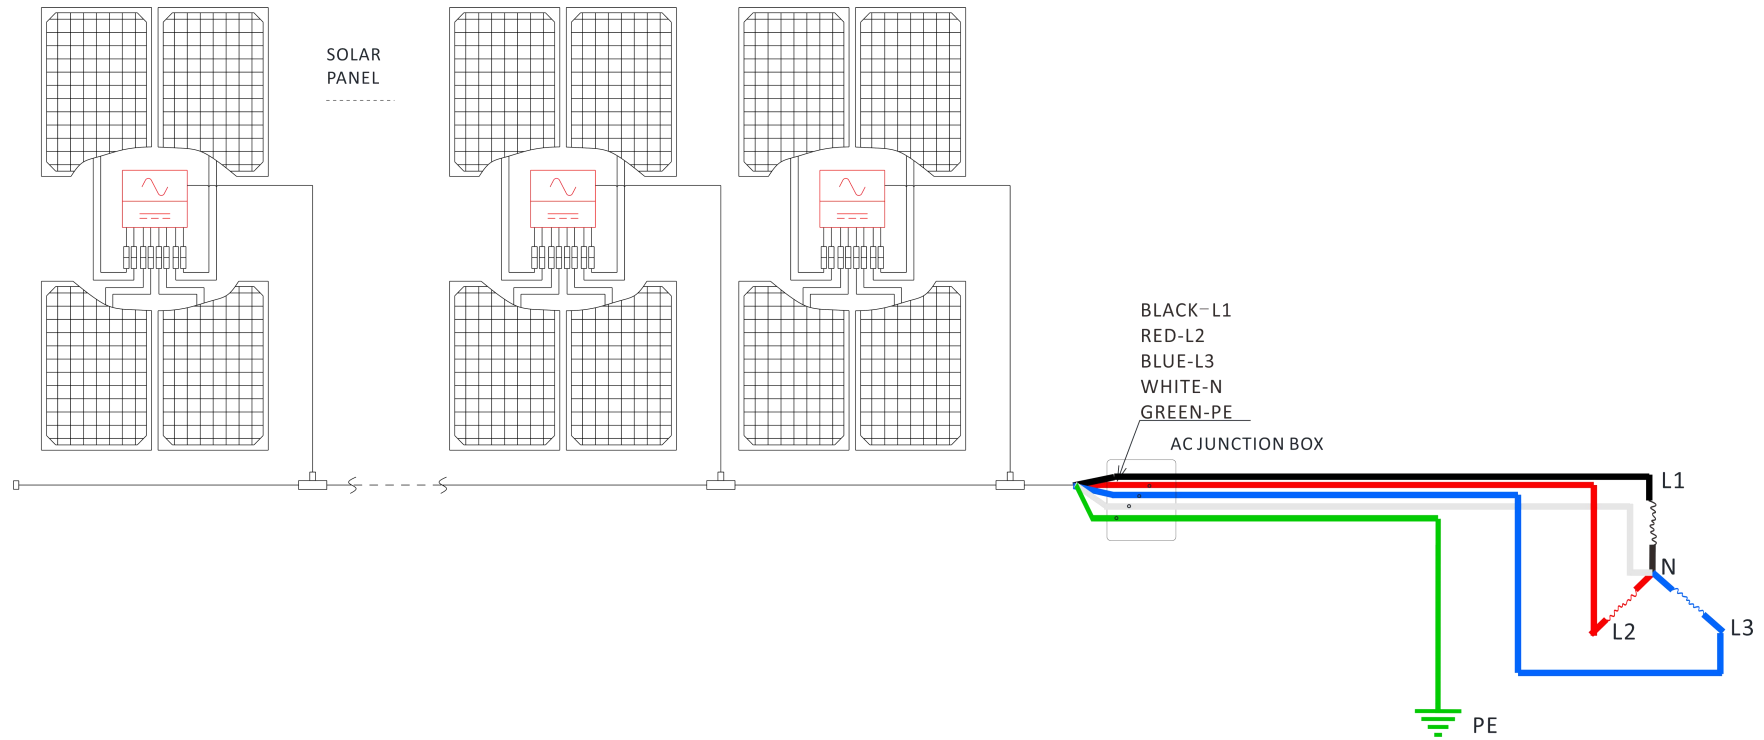 SOLAR
PANEL
BLACK-L1
RED-L2
BLUE-L3
WHITE-N
GREEN-PE
AC JUNCTION BOX
L1
N
L2
L3
PE